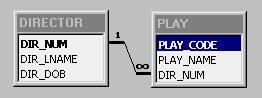 DIRECTOR
DIR_NUM
DIR_LNAME
DIR_DOB
1
∞
PLAY
PLAY_CODE
PLAY_NAME
DIR_NUM